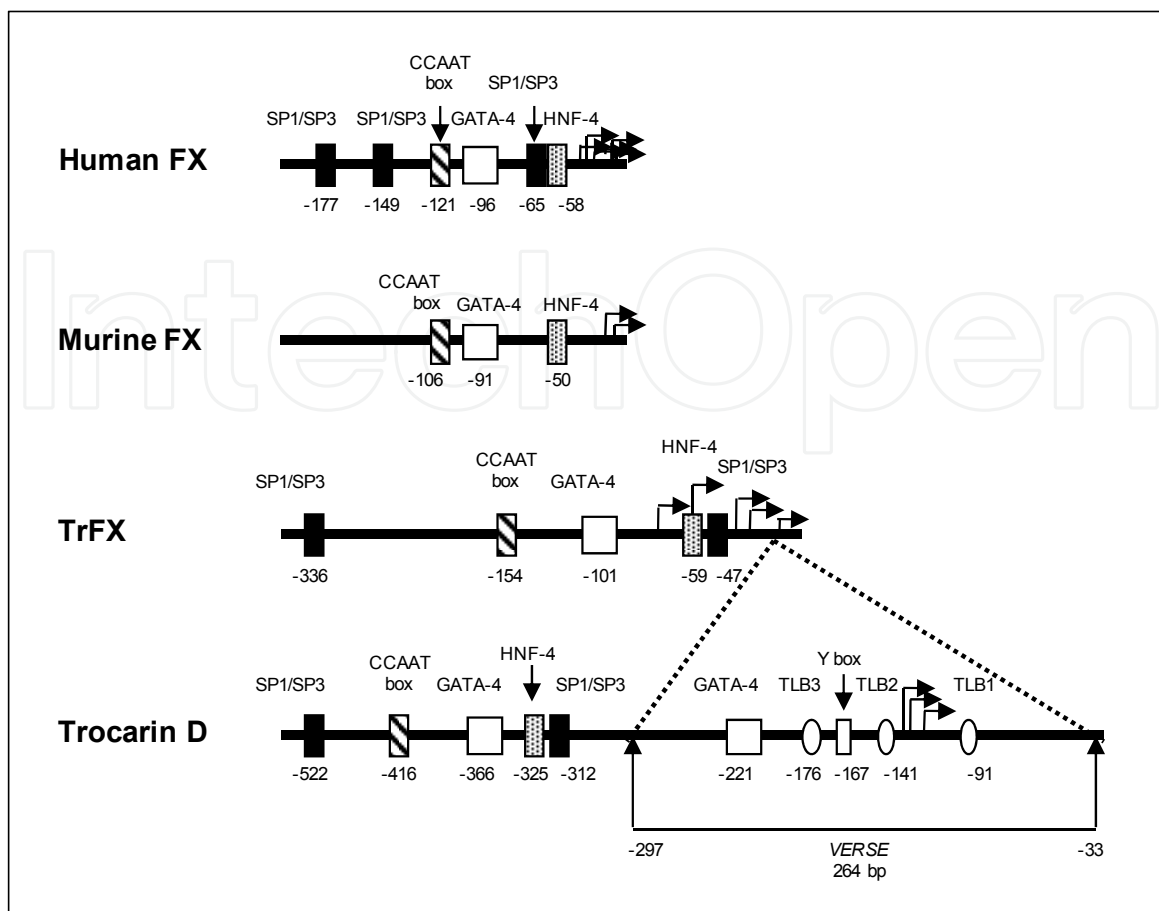 CCAAT
box
SP1/SP3
SP1/SP3
SP1/SP3
GATA-4
HNF-4
Human FX
-177
-149
-121
-96
-65
-58
IntechOpen
CCAAT
box
GATA-4
HNF-4
Murine FX
-106
-91
-50
HNF-4
CCAAT
box
SP1/SP3
GATA-4
SP1/SP3
TrFX
-336
-154
-101
-59
-47
HNF-4
Y box
CCAAT
box
SP1/SP3
GATA-4
SP1/SP3
GATA-4
TLB3
TLB2
TLB1
Trocarin D
-522
-416
-366
-325
-312
-221
-176
-167
-141
-91
-297
VERSE
264 bp
-33